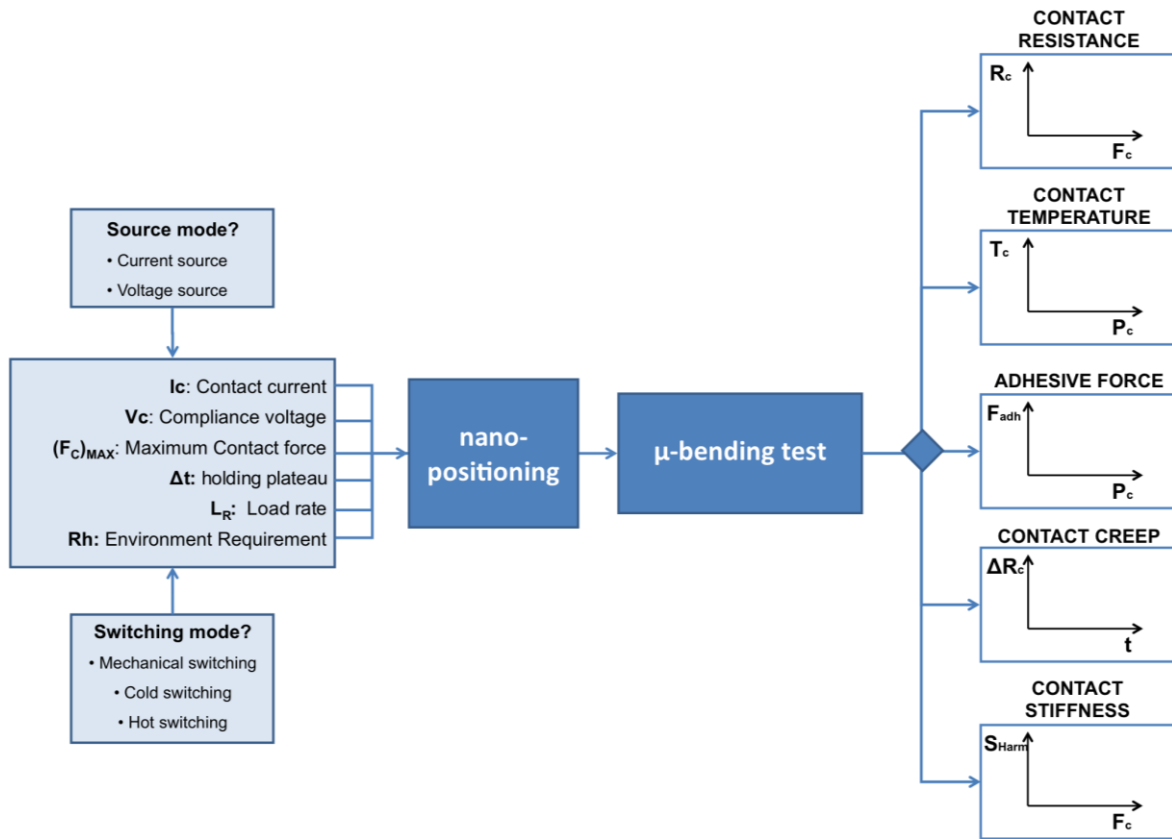 Source mode?
• Current source
• Voltage source
Ic: Contact current
Vc: Compliance voltage
(FC)MAX: Maximum Contact force
Δt: holding plateau
LR: Load rate
Rh: Environment Requirement
Switching mode?
• Mechanical switching
• Cold switching
• Hot switching
nano-
positioning
μ-bending test
CONTACT
RESISTANCE
Rc
Fc
CONTACT
TEMPERATURE
Tc
Pc
ADHESIVE FORCE
Fadh
Pc
CONTACT CREEP
ΔRc
t
CONTACT
STIFFNESS
SHarm
Fc